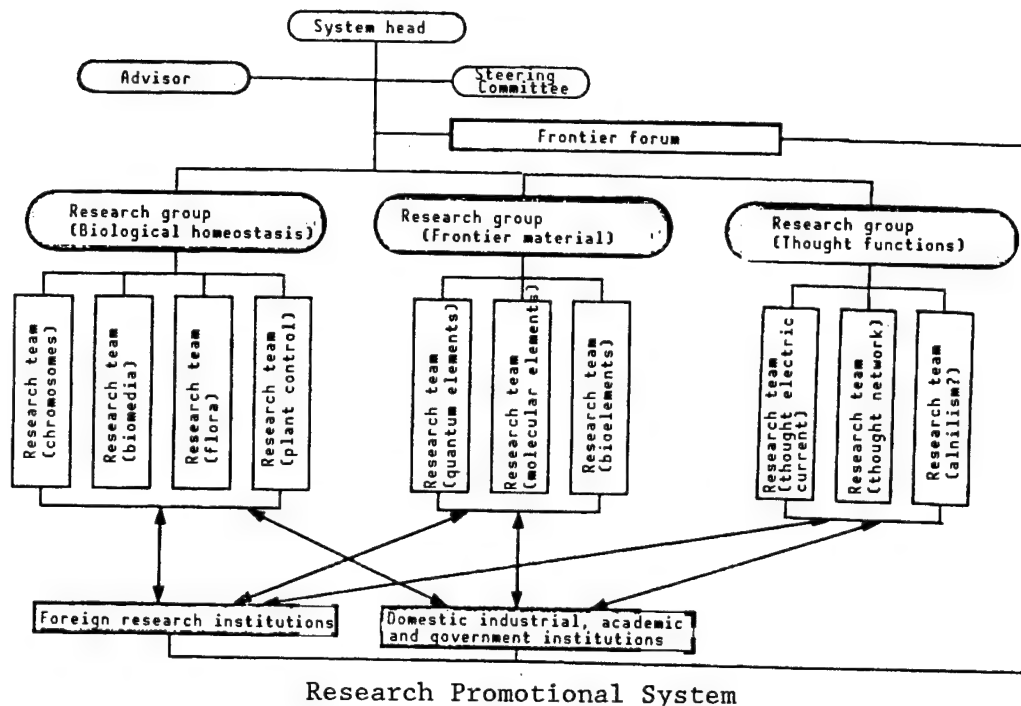 System head
Advisor
Steering
Committee
Frontier forum
Research group
(Biological homeostasis)
Research group
(Frontier material)
Research group
(Thought functions)
Research team
(chromosomes)
Research team
(biomedia)
Research team
(flora)
Research team
(plant control)
Research team
(quantum elements)
Research team
(molecular elements)
Research team
(bioelements)
Research team
(thought electric
current)
Research team
(thought network)
Research team
(alnilism?)
Foreign research institutions
Domestic industrial, academic
and government institutions
Research Promotional System